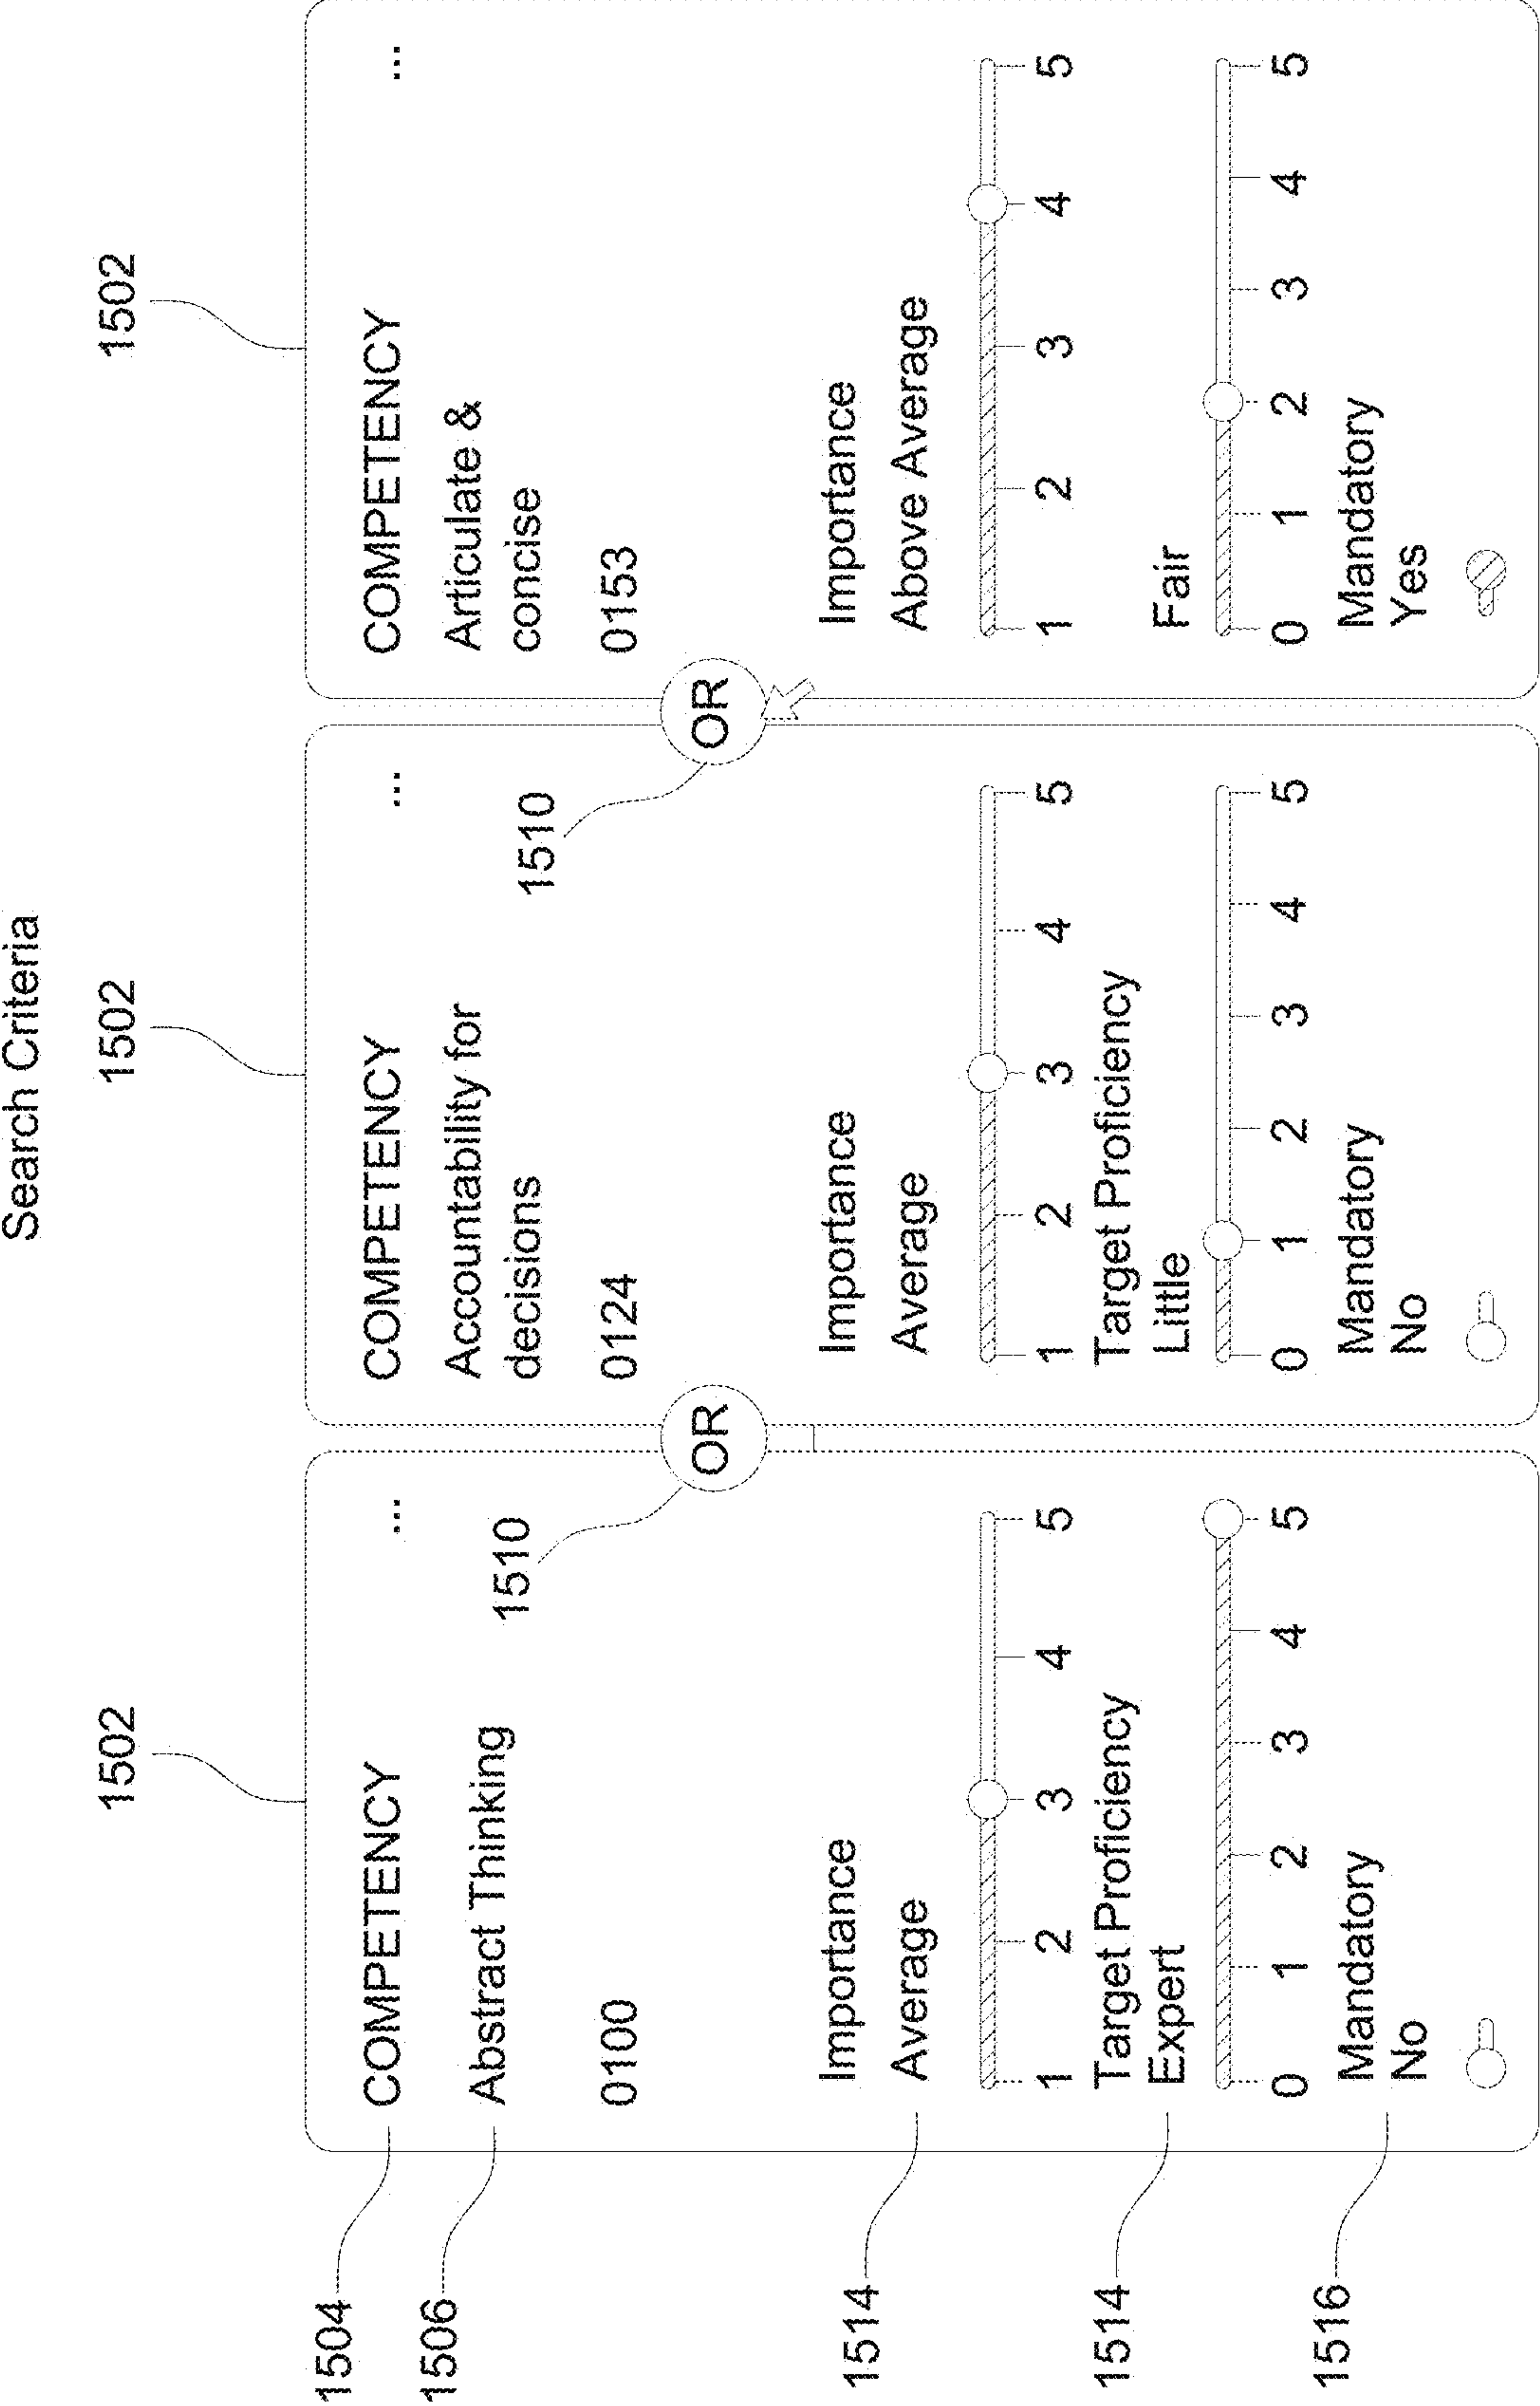 Search Criteria
1502
1502
1502
1504
COMPETENCY
...
COMPETENCY
...
COMPETENCY
...
1506
Abstract Thinking
Accountability for
decisions
Articulate &
concise
1510
1510
0100
0124
0153
OR
OR
Importance
Importance
Importance
1514
Average
Average
Above Average
1 2 3 4 5
1 2 3 4 5
1 2 3 4 5
Target Proficiency
Target Proficiency
1514
Expert
Little
Fair
0 1 2 3 4 5
0 1 2 3 4 5
0 1 2 3 4 5
Mandatory
Mandatory
Mandatory
1516
No
No
Yes